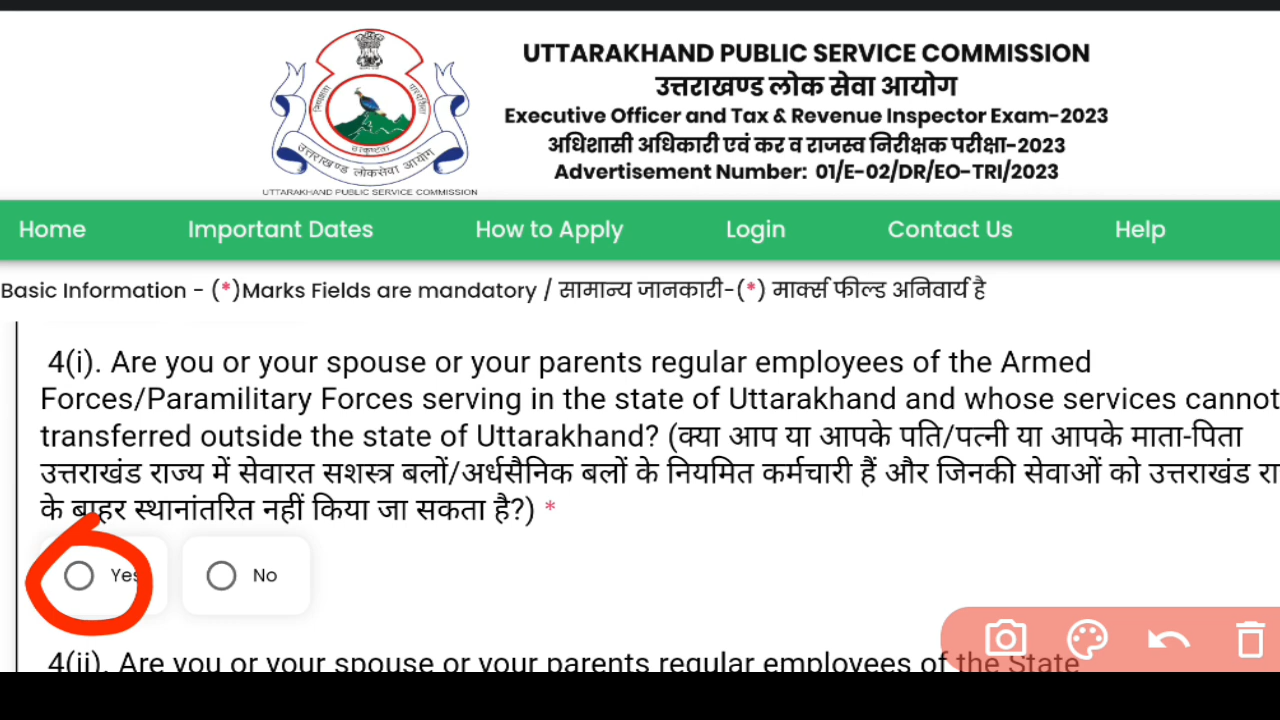 UTTARAKHAND PUBLIC SERVICE COMMISSION
उत्तराखण्ड लोक सेवा आयोग
Executive Officer and Tax & Revenue Inspector Exam-2023
अधिशासी अधिकारी एवं कर व राजस्व निरीक्षक परीक्षा-2023
Advertisement Number: 01/E-02/DR/EO-TRI/2023
उत्तराखण्ड लोकसेवा आयोग
UTTARAKHAND PUBLIC SERVICE COMMISSION
Home Important Dates How to Apply Login Contact Us Help
Basic Information - (*)Marks Fields are mandatory / सामान्य जानकारी-(*) मार्क्स फील्ड अनिवार्य है
4(i). Are you or your spouse or your parents regular employees of the Armed
Forces/Paramilitary Forces serving in the state of Uttarakhand and whose services cannot
transferred outside the state of Uttarakhand? (क्या आप या आपके पति/पत्नी या आपके माता-पिता
उत्तराखंड राज्य में सेवारत सशस्त्र बलों/अर्धसैनिक बलों के नियमित कर्मचारी हैं और जिनकी सेवाओं को उत्तराखंड रा
के बाहर स्थानांतरित नहीं किया जा सकता है?) *
Yes No
4(ii). Are you or your spouse or your parents regular employees of the State